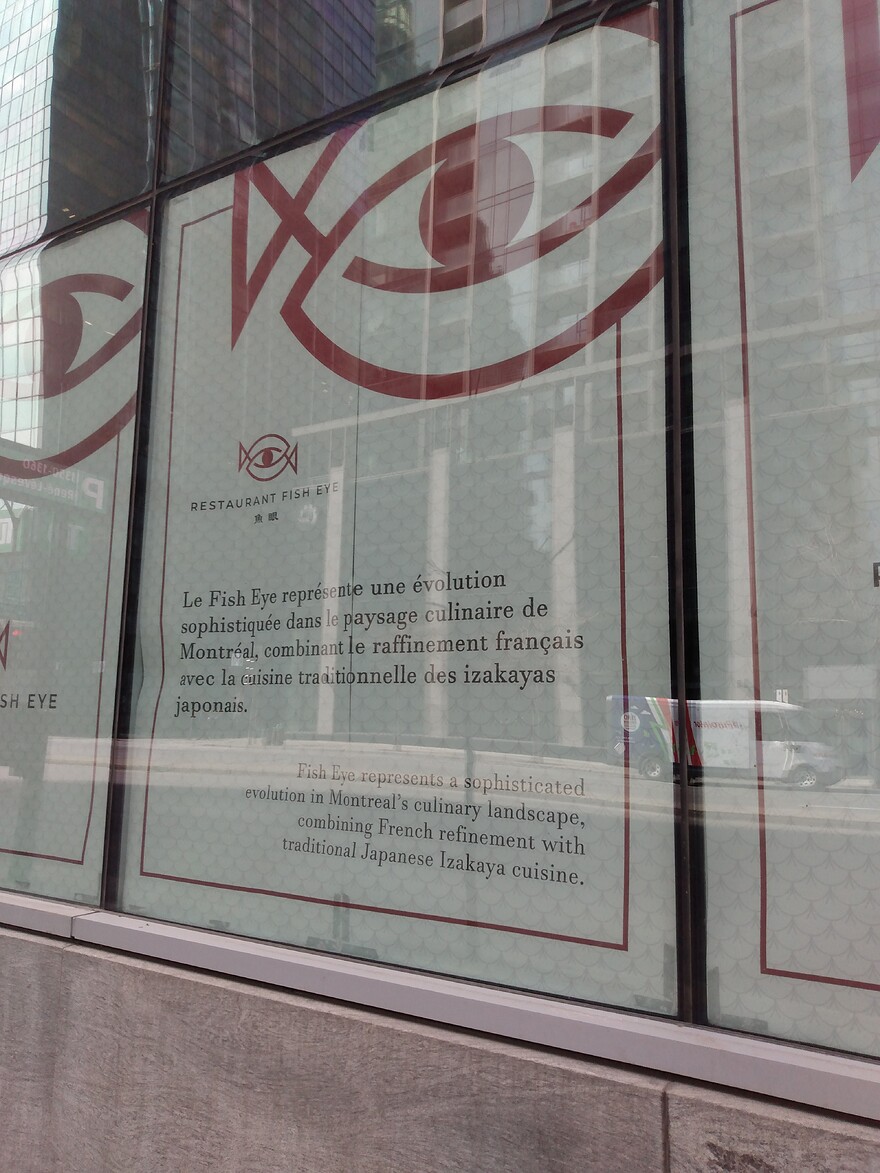 RESTAURANT FISH EYE
魚眼
Le Fish Eye représente une évolution
sophistiquée dans le paysage culinaire de
Montréal, combinant le raffinement français
avec la cuisine traditionnelle des izakayas
japonais.
Fish Eye represents a sophisticated
evolution in Montreal's culinary landscape,
combining French refinement with
traditional Japanese Izakaya cuisine.
SH EYE